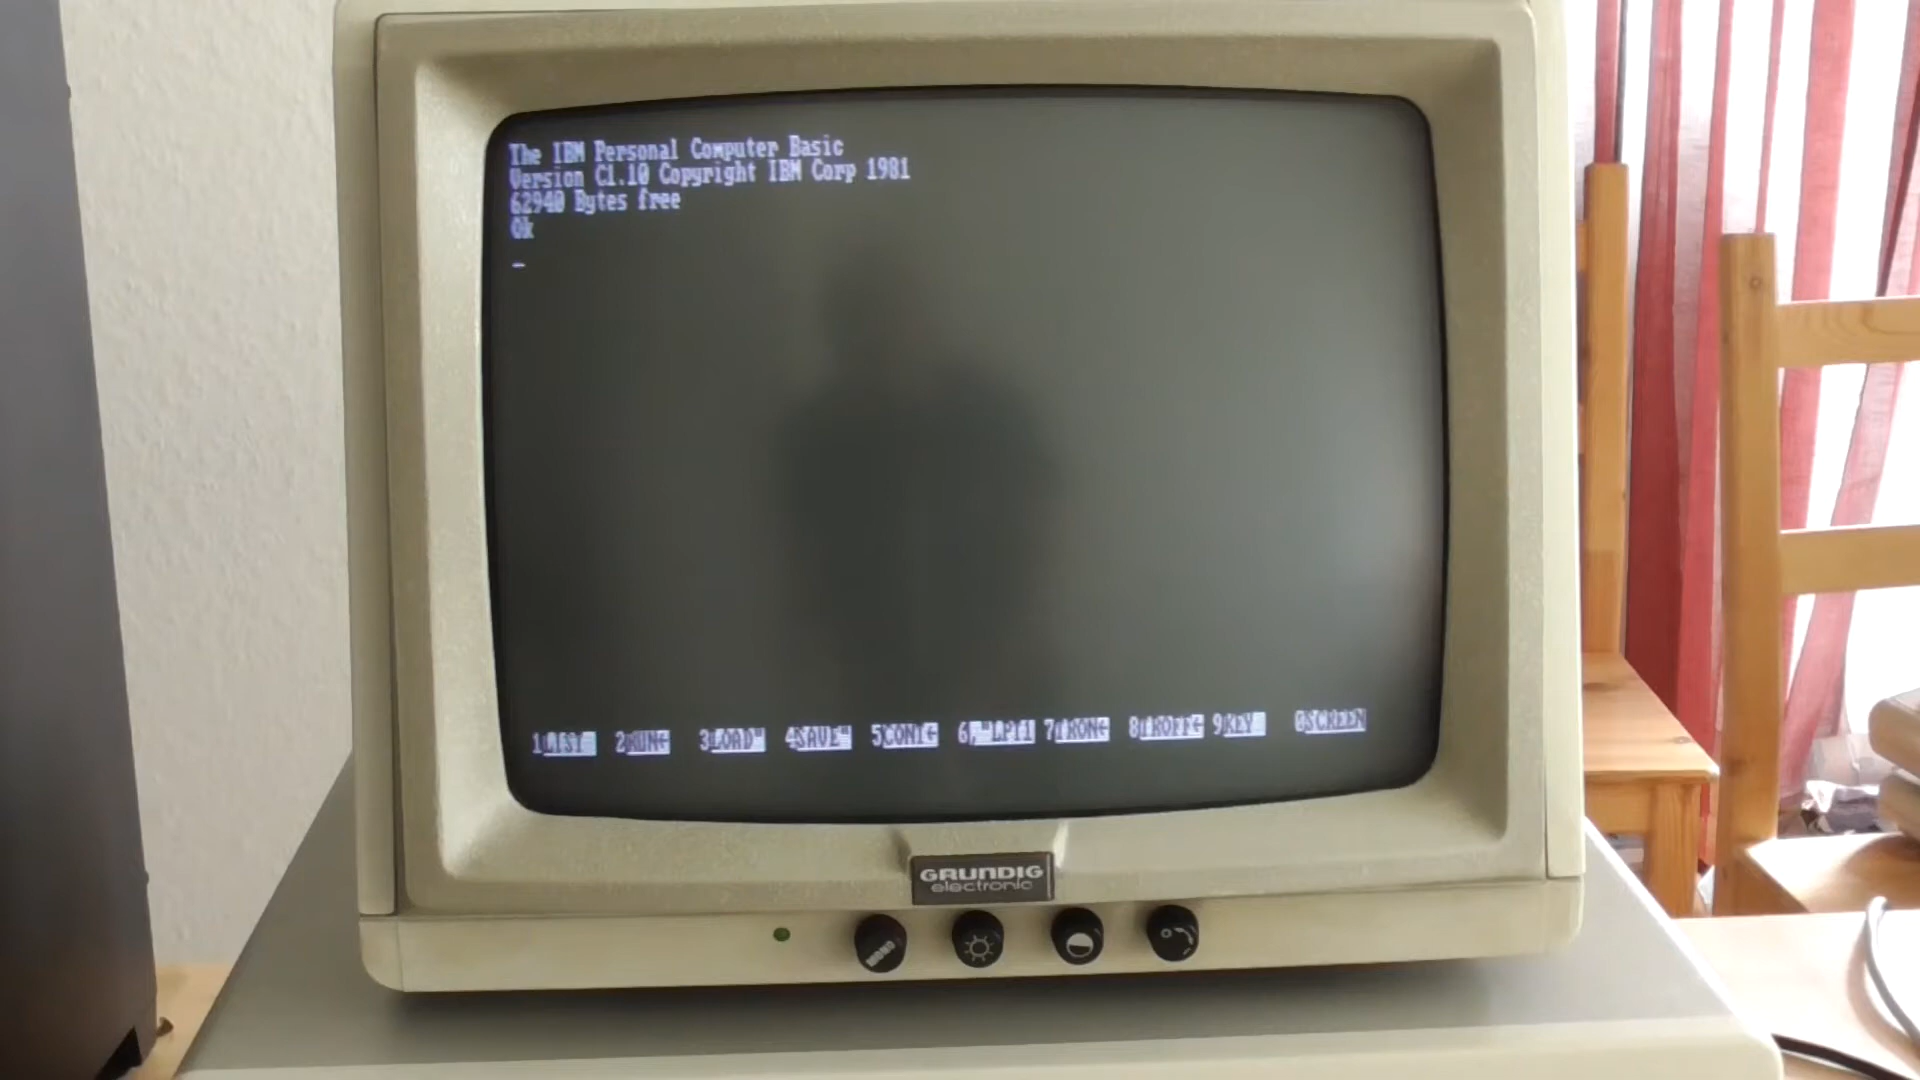 The IBM Personal Computer Basic
Version C1.10 Copyright IBM Corp 1981
62940 Bytes free
Ok
_
1LIST 2RUN← 3LOAD" 4SAVE" 5CONT← 6,"LPT1 7TRON← 8TROFF← 9KEY 0SCREEN
GRUNDIG
electronic
MONO